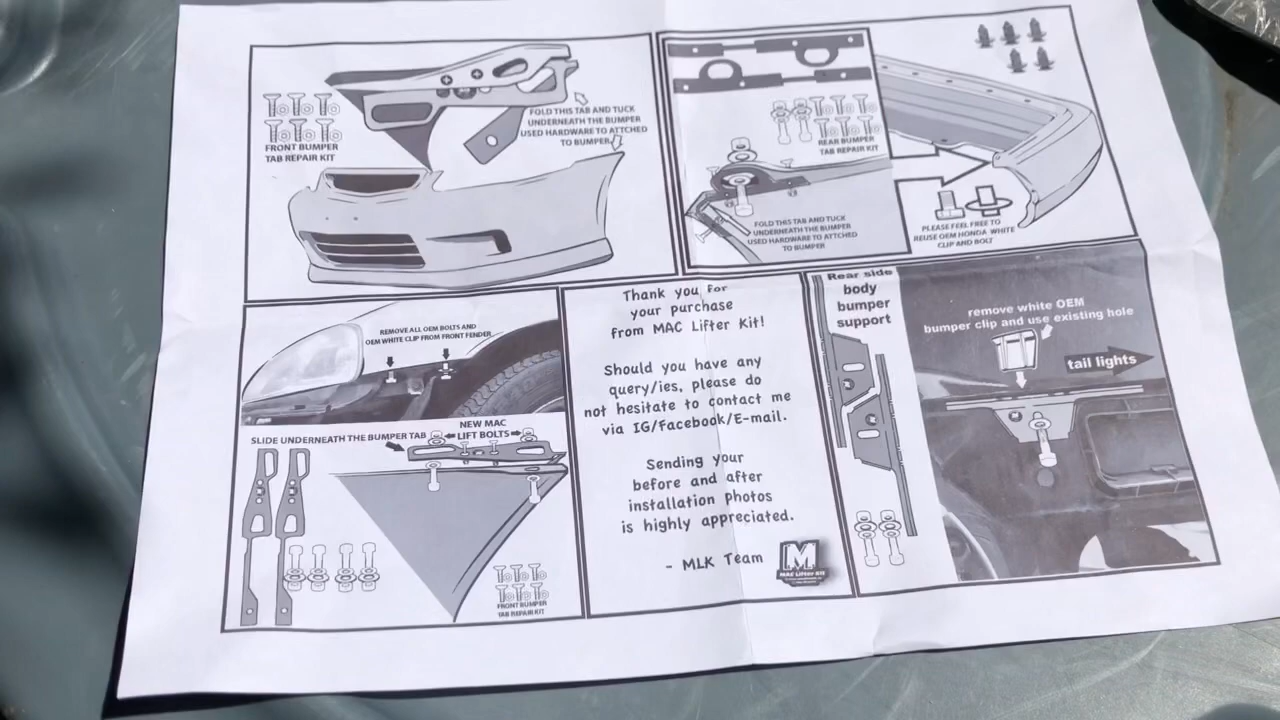 FRONT BUMPER
TAB REPAIR KIT
FOLD THIS TAB AND TUCK
UNDERNEATH THE BUMPER
USED HARDWARE TO ATTCHED
TO BUMPER
REAR BUMPER
TAB REPAIR KIT
FOLD THIS TAB AND TUCK
UNDERNEATH THE BUMPER
USED HARDWARE TO ATTCHED
TO BUMPER
PLEASE FEEL FREE TO
REUSE OEM HONDA WHITE
CLIP AND BOLT
REMOVE ALL OEM BOLTS AND
OEM WHITE CLIP FROM FRONT FENDER
SLIDE UNDERNEATH THE BUMPER TAB
NEW MAC
LIFT BOLTS
FRONT BUMPER
TAB REPAIR KIT
Thank you for
your purchase
from MAC Lifter Kit!
Should you have any
query/ies, please do
not hesitate to contact me
via IG/Facebook/E-mail.
Sending your
before and after
installation photos
is highly appreciated.
- MLK Team
M
MAC Lifter Kit
Rear side
body
bumper
support
remove white OEM
bumper clip and use existing hole
tail lights